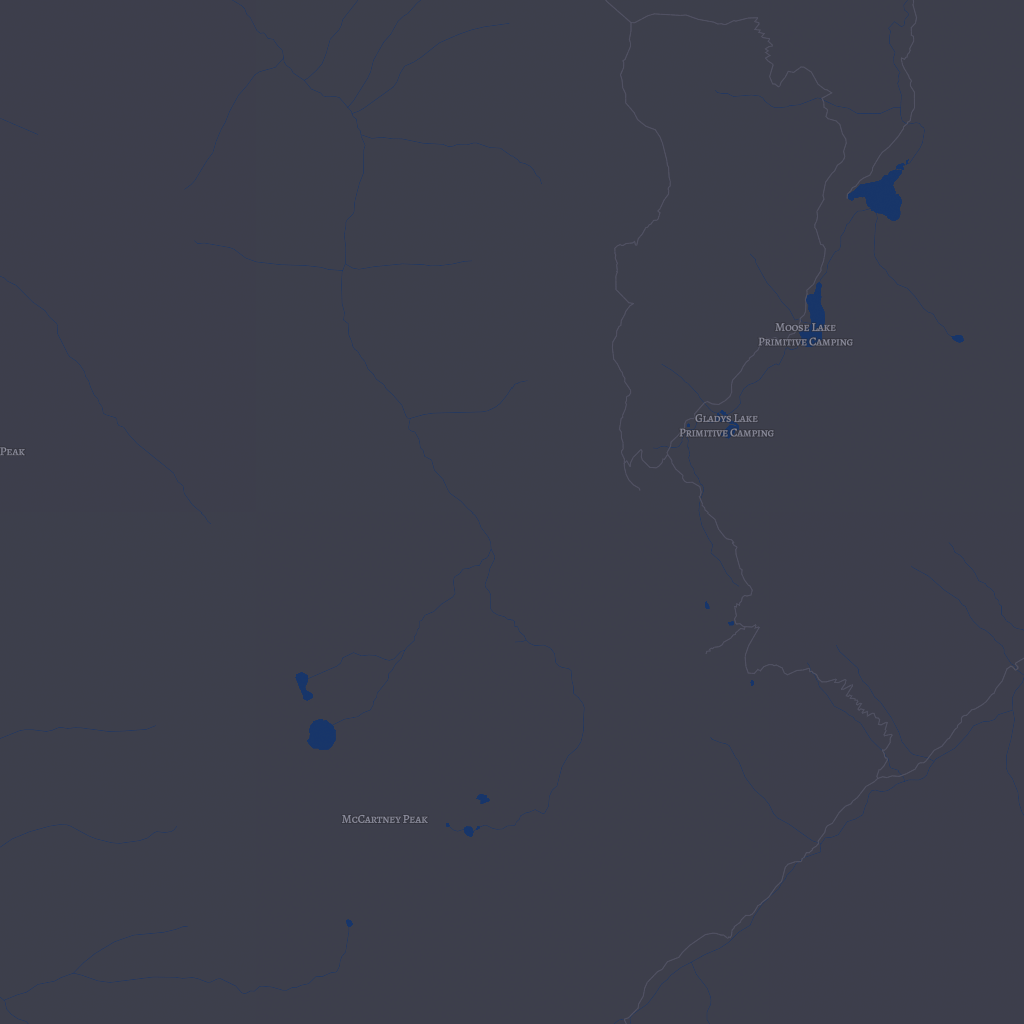 Moose Lake
Primitive Camping
Gladys Lake
Primitive Camping
Peak
McCartney Peak